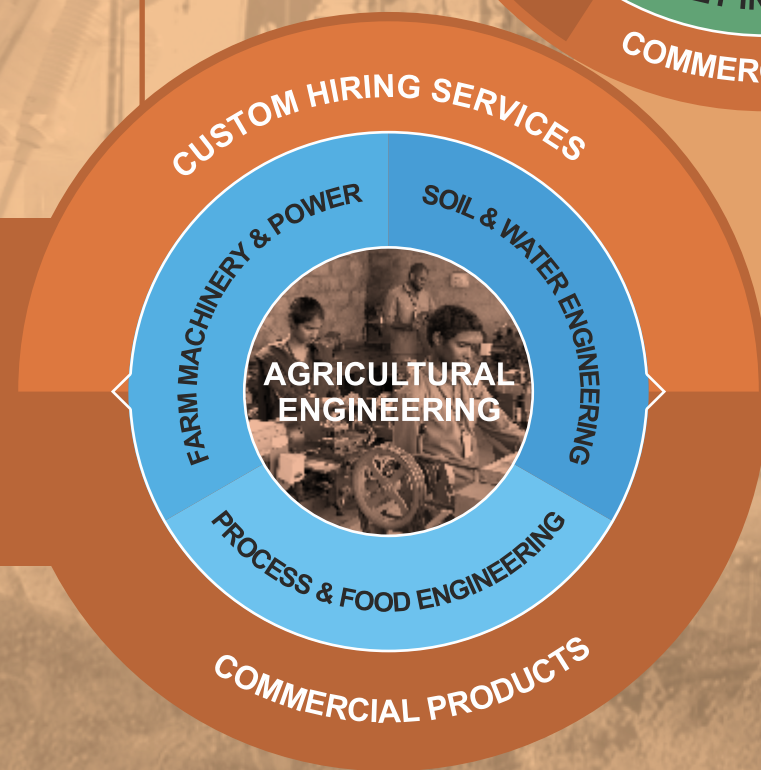 COMMER
CUSTOM HIRING SERVICES
FARM MACHINERY & POWER
SOIL & WATER ENGINEERING
AGRICULTURAL
ENGINEERING
PROCESS & FOOD ENGINEERING
COMMERCIAL PRODUCTS